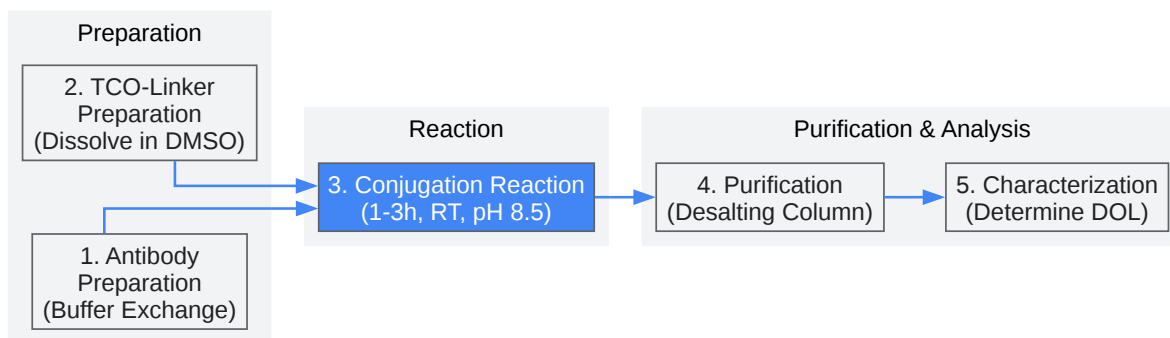 Preparation
2. TCO-Linker
Preparation
(Dissolve in DMSO)
1. Antibody
Preparation
(Buffer Exchange)
Reaction
3. Conjugation Reaction
(1-3h, RT, pH 8.5)
Purification & Analysis
4. Purification
(Desalting Column)
5. Characterization
(Determine DOL)